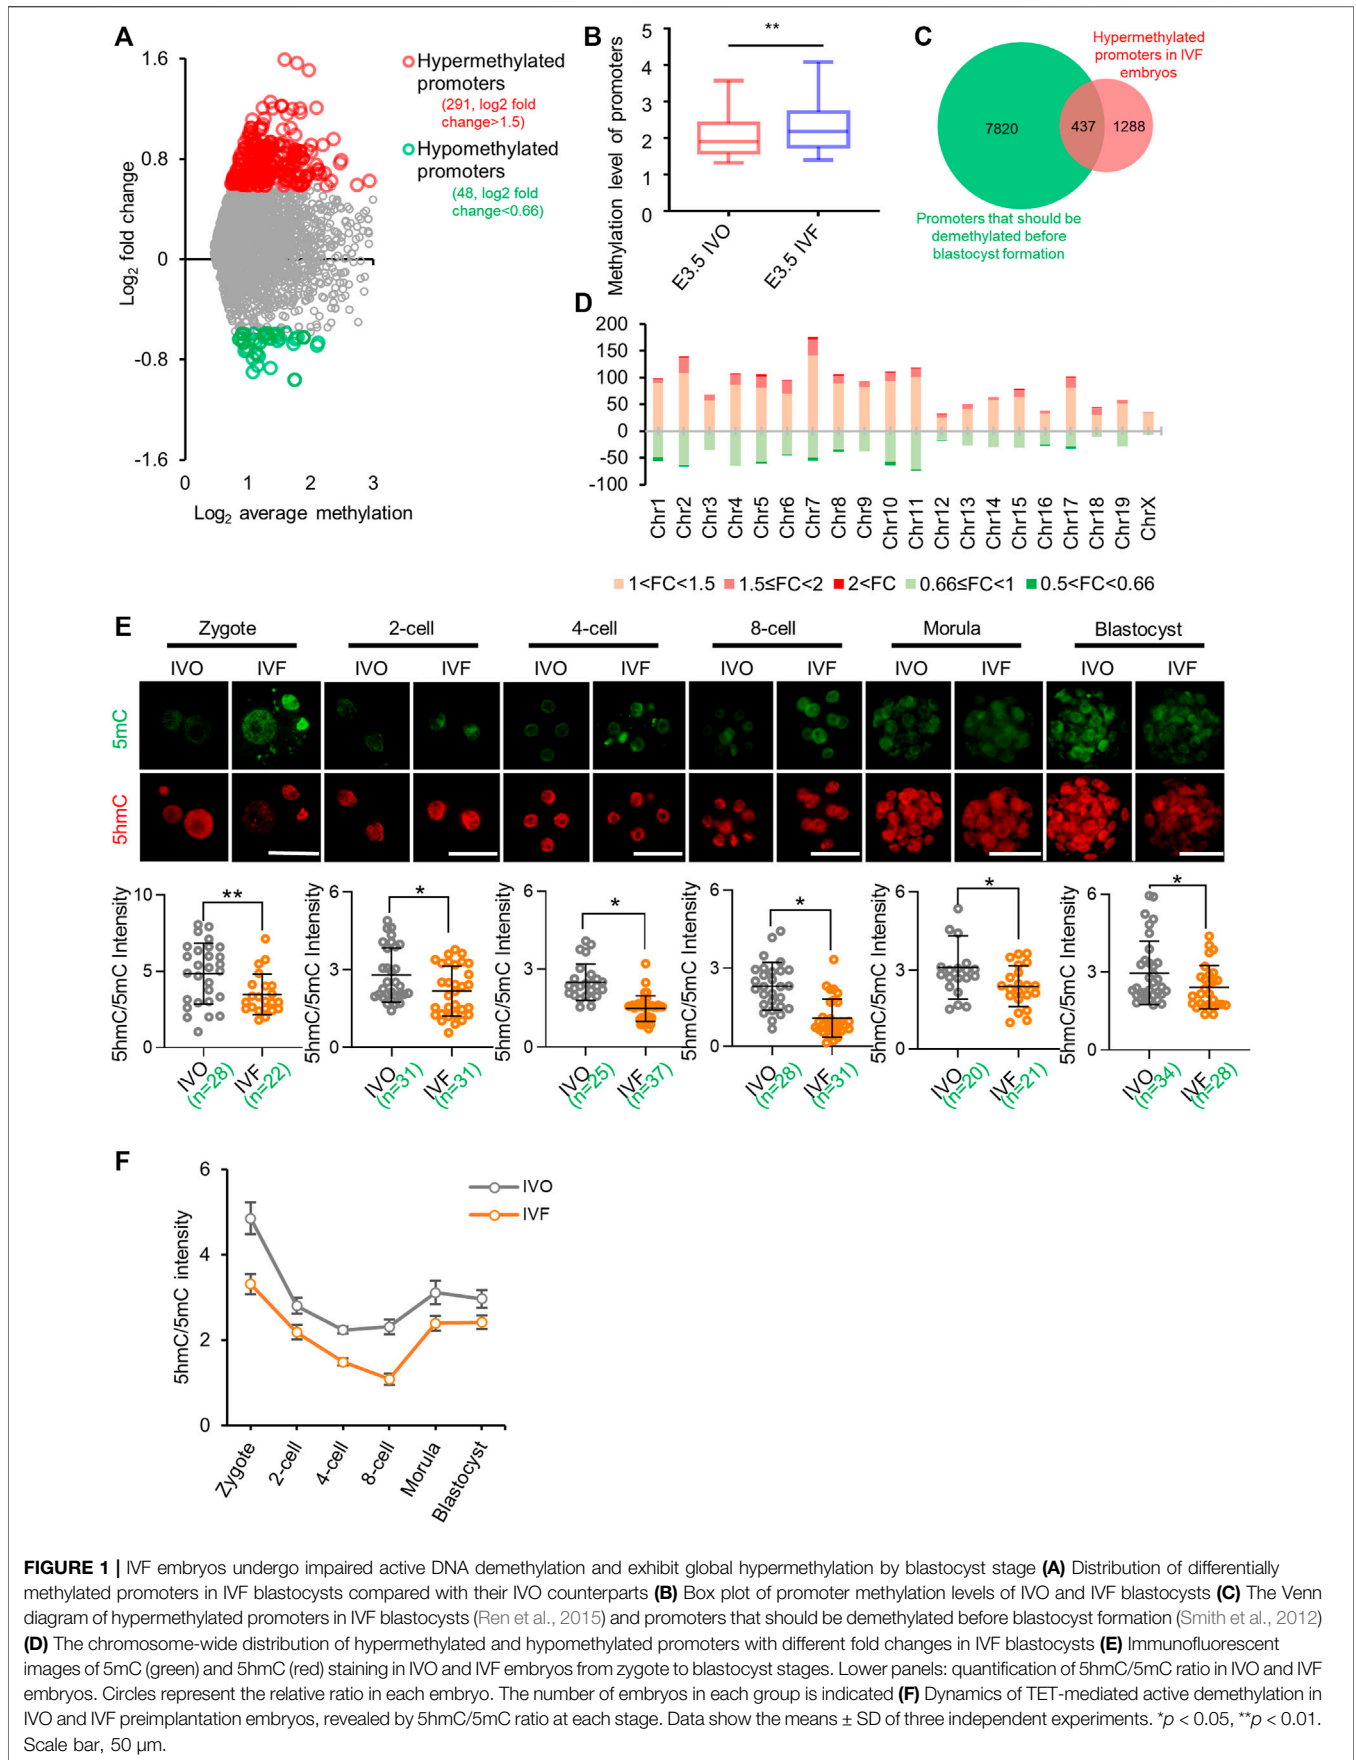 A
1.6
0.8
0
-0.8
-1.6
Log2 fold change
0 1 2 3
Log2 average methylation
Hypermethylated
promoters
(291, log2 fold
change>1.5)
Hypomethylated
promoters
(48, log2 fold
change<0.66)
B
Methylation level of promoters
5
4
3
2
1
0
**
E3.5 IVO
E3.5 IVF
C
Hypermethylated
promoters in IVF
embryos
7820 437 1288
Promoters that should be
demethylated before
blastocyst formation
D
200
150
100
50
0
-50
-100
Chr1 Chr2 Chr3 Chr4 Chr5 Chr6 Chr7 Chr8 Chr9 Chr10 Chr11 Chr12 Chr13 Chr14 Chr15 Chr16 Chr17 Chr18 Chr19 ChrX
1<FC<1.5 1.5≤FC<2 2<FC 0.66≤FC<1 0.5<FC<0.66
E
Zygote 2-cell 4-cell 8-cell Morula Blastocyst
IVO IVF IVO IVF IVO IVF IVO IVF IVO IVF IVO IVF
5mC
5hmC
5hmC/5mC Intensity
10
5
0
**
IVO (n=28)
IVF (n=22)
5hmC/5mC Intensity
6
3
0
*
IVO (n=31)
IVF (n=31)
5hmC/5mC Intensity
6
3
0
*
IVO (n=25)
IVF (n=37)
5hmC/5mC Intensity
6
3
0
*
IVO (n=28)
IVF (n=31)
5hmC/5mC Intensity
6
3
0
*
IVO (n=20)
IVF (n=21)
5hmC/5mC Intensity
6
3
0
*
IVO (n=34)
IVF (n=28)
F
5hmC/5mC intensity
6
4
2
0
IVO
IVF
Zygote
2-cell
4-cell
8-cell
Morula
Blastocyst
FIGURE 1 | IVF embryos undergo impaired active DNA demethylation and exhibit global hypermethylation by blastocyst stage (A) Distribution of differentially
methylated promoters in IVF blastocysts compared with their IVO counterparts (B) Box plot of promoter methylation levels of IVO and IVF blastocysts (C) The Venn
diagram of hypermethylated promoters in IVF blastocysts (Ren et al., 2015) and promoters that should be demethylated before blastocyst formation (Smith et al., 2012)
(D) The chromosome-wide distribution of hypermethylated and hypomethylated promoters with different fold changes in IVF blastocysts (E) Immunofluorescent
images of 5mC (green) and 5hmC (red) staining in IVO and IVF embryos from zygote to blastocyst stages. Lower panels: quantification of 5hmC/5mC ratio in IVO and IVF
embryos. Circles represent the relative ratio in each embryo. The number of embryos in each group is indicated (F) Dynamics of TET-mediated active demethylation in
IVO and IVF preimplantation embryos, revealed by 5hmC/5mC ratio at each stage. Data show the means ± SD of three independent experiments. *p < 0.05, **p < 0.01.
Scale bar, 50 μm.